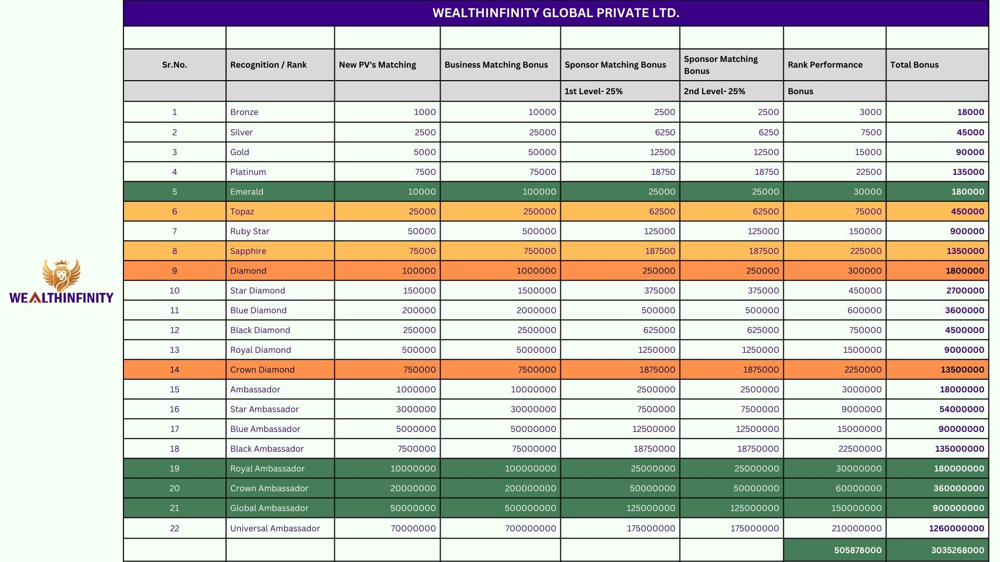 WEALTHINFINITY GLOBAL PRIVATE LTD.
Sr.No. Recognition / Rank New PV's Matching Business Matching Bonus Sponsor Matching Bonus Sponsor Matching Bonus Rank Performance Total Bonus
1st Level- 25% 2nd Level- 25% Bonus
1 Bronze 1000 10000 2500 2500 3000 18000
2 Silver 2500 25000 6250 6250 7500 45000
3 Gold 5000 50000 12500 12500 15000 90000
4 Platinum 7500 75000 18750 18750 22500 135000
5 Emerald 10000 100000 25000 25000 30000 180000
6 Topaz 25000 250000 62500 62500 75000 450000
7 Ruby Star 50000 500000 125000 125000 150000 900000
8 Sapphire 75000 750000 187500 187500 225000 1350000
9 Diamond 100000 1000000 250000 250000 300000 1800000
10 Star Diamond 150000 1500000 375000 375000 450000 2700000
11 Blue Diamond 200000 2000000 500000 500000 600000 3600000
12 Black Diamond 250000 2500000 625000 625000 750000 4500000
13 Royal Diamond 500000 5000000 1250000 1250000 1500000 9000000
14 Crown Diamond 750000 7500000 1875000 1875000 2250000 13500000
15 Ambassador 1000000 10000000 2500000 2500000 3000000 18000000
16 Star Ambassador 3000000 30000000 7500000 7500000 9000000 54000000
17 Blue Ambassador 5000000 50000000 12500000 12500000 15000000 90000000
18 Black Ambassador 7500000 75000000 18750000 18750000 22500000 135000000
19 Royal Ambassador 10000000 100000000 25000000 25000000 30000000 180000000
20 Crown Ambassador 20000000 200000000 50000000 50000000 60000000 360000000
21 Global Ambassador 50000000 500000000 125000000 125000000 150000000 900000000
22 Universal Ambassador 70000000 700000000 175000000 175000000 210000000 1260000000
505878000 3035268000
WEALTHINFINITY